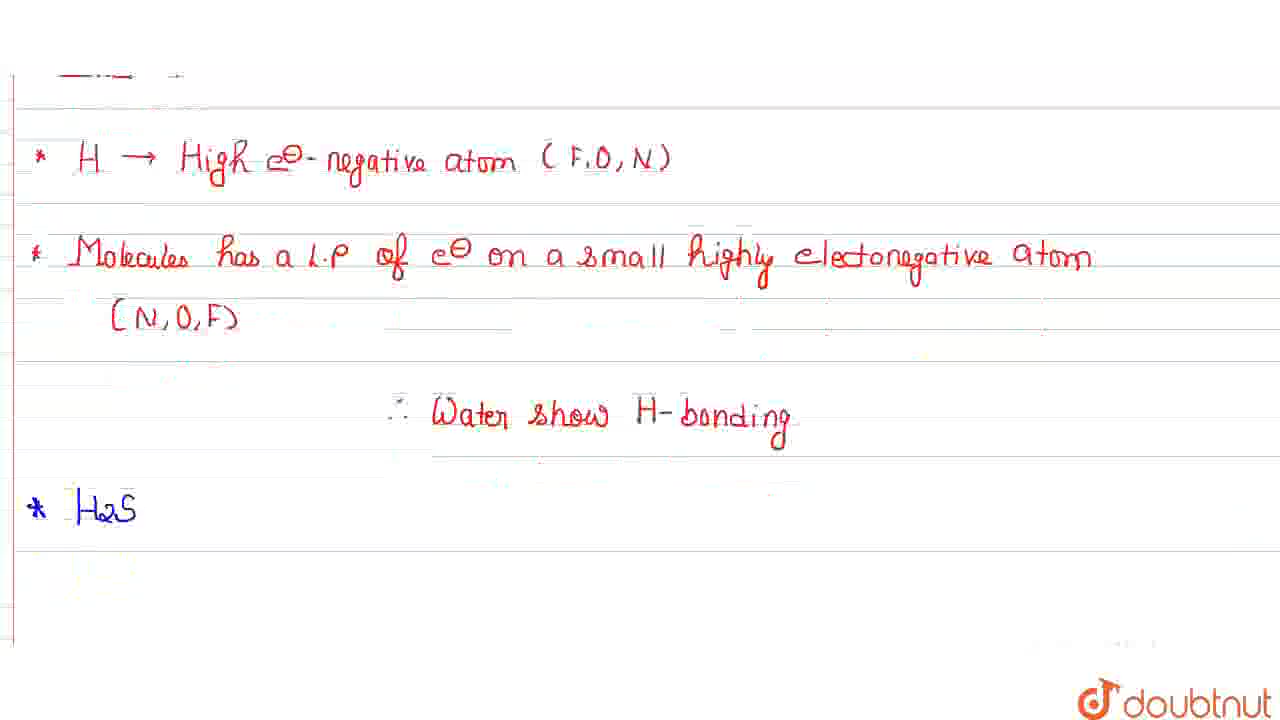 * H → High e⊖-negative atom (F,O,N)
* Molecules has a L.P of e⊖ on a small highly electonegative atom
(N,O,F)
∴ Water show H-bonding
* H2S
doubtnut